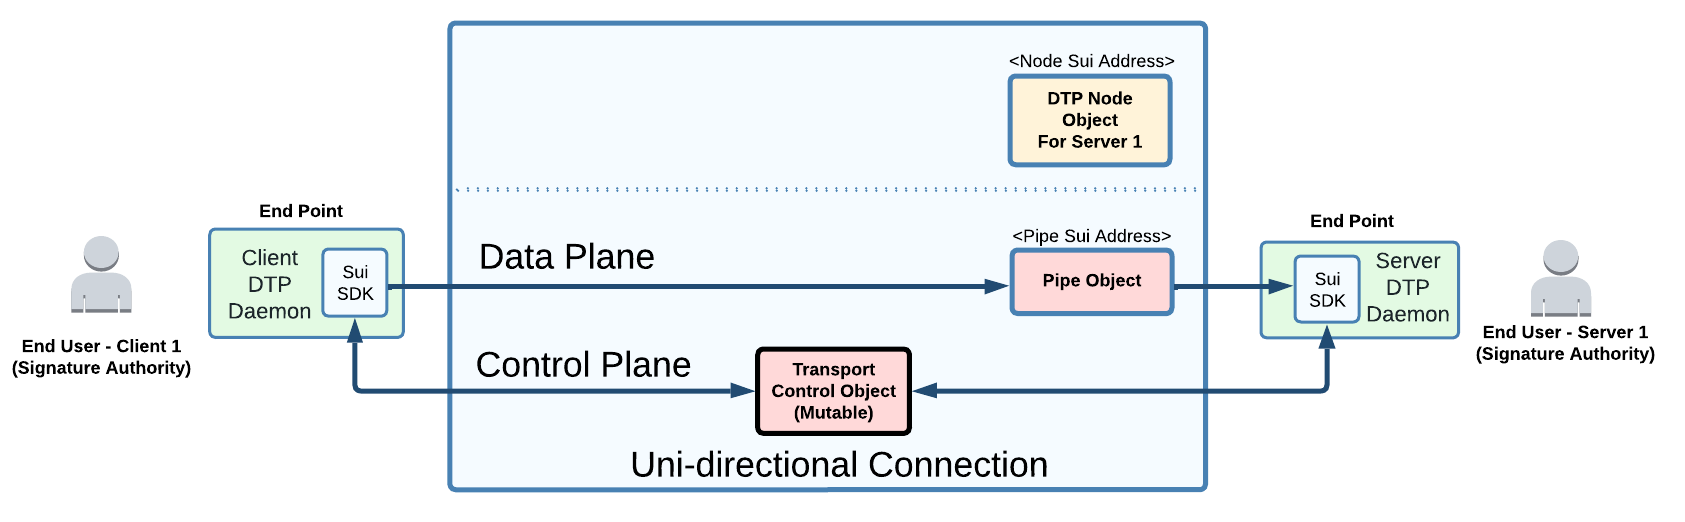 <Node Sui Address>
DTP Node
Object
For Server 1
End Point
Client
DTP
Daemon
Sui
SDK
End User - Client 1
(Signature Authority)
Data Plane
<Pipe Sui Address>
Pipe Object
Control Plane
Transport
Control Object
(Mutable)
Uni-directional Connection
End Point
Sui
SDK
Server
DTP
Daemon
End User - Server 1
(Signature Authority)